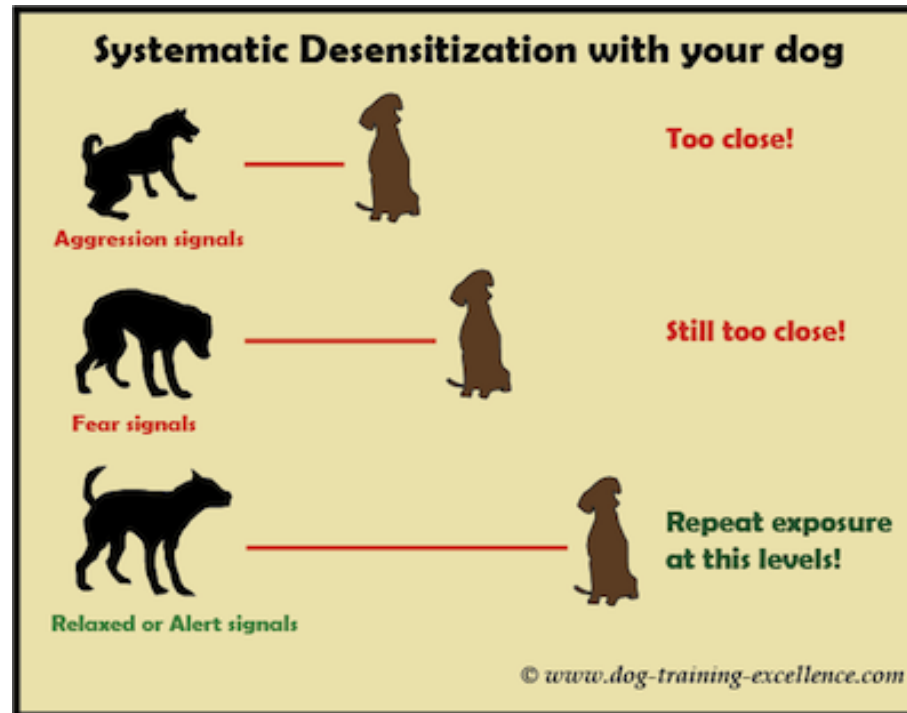 Systematic Desensitization with your dog
Too close!
Aggression signals
Still too close!
Fear signals
Repeat exposure
at this levels!
Relaxed or Alert signals
© www.dog-training-excellence.com